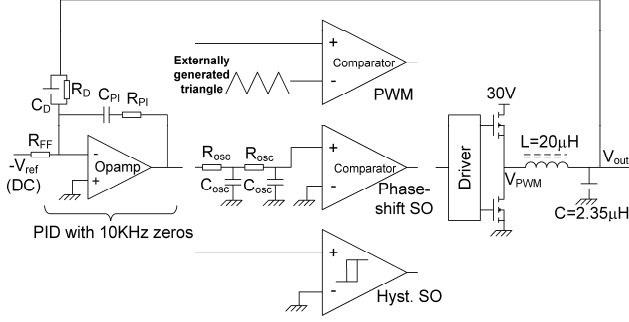 Externally
generated
triangle
+
-
Comparator
PWM
C_D
R_D
C_PI
R_PI
R_FF
-V_ref
(DC)
-
+
Opamp
PID with 10KHz zeros
R_osc
R_osc
C_osc
C_osc
+
-
Comparator
Phase-
shift SO
+
-
Hyst. SO
Driver
30V
V_PWM
L=20μH
V_out
C=2.35μH